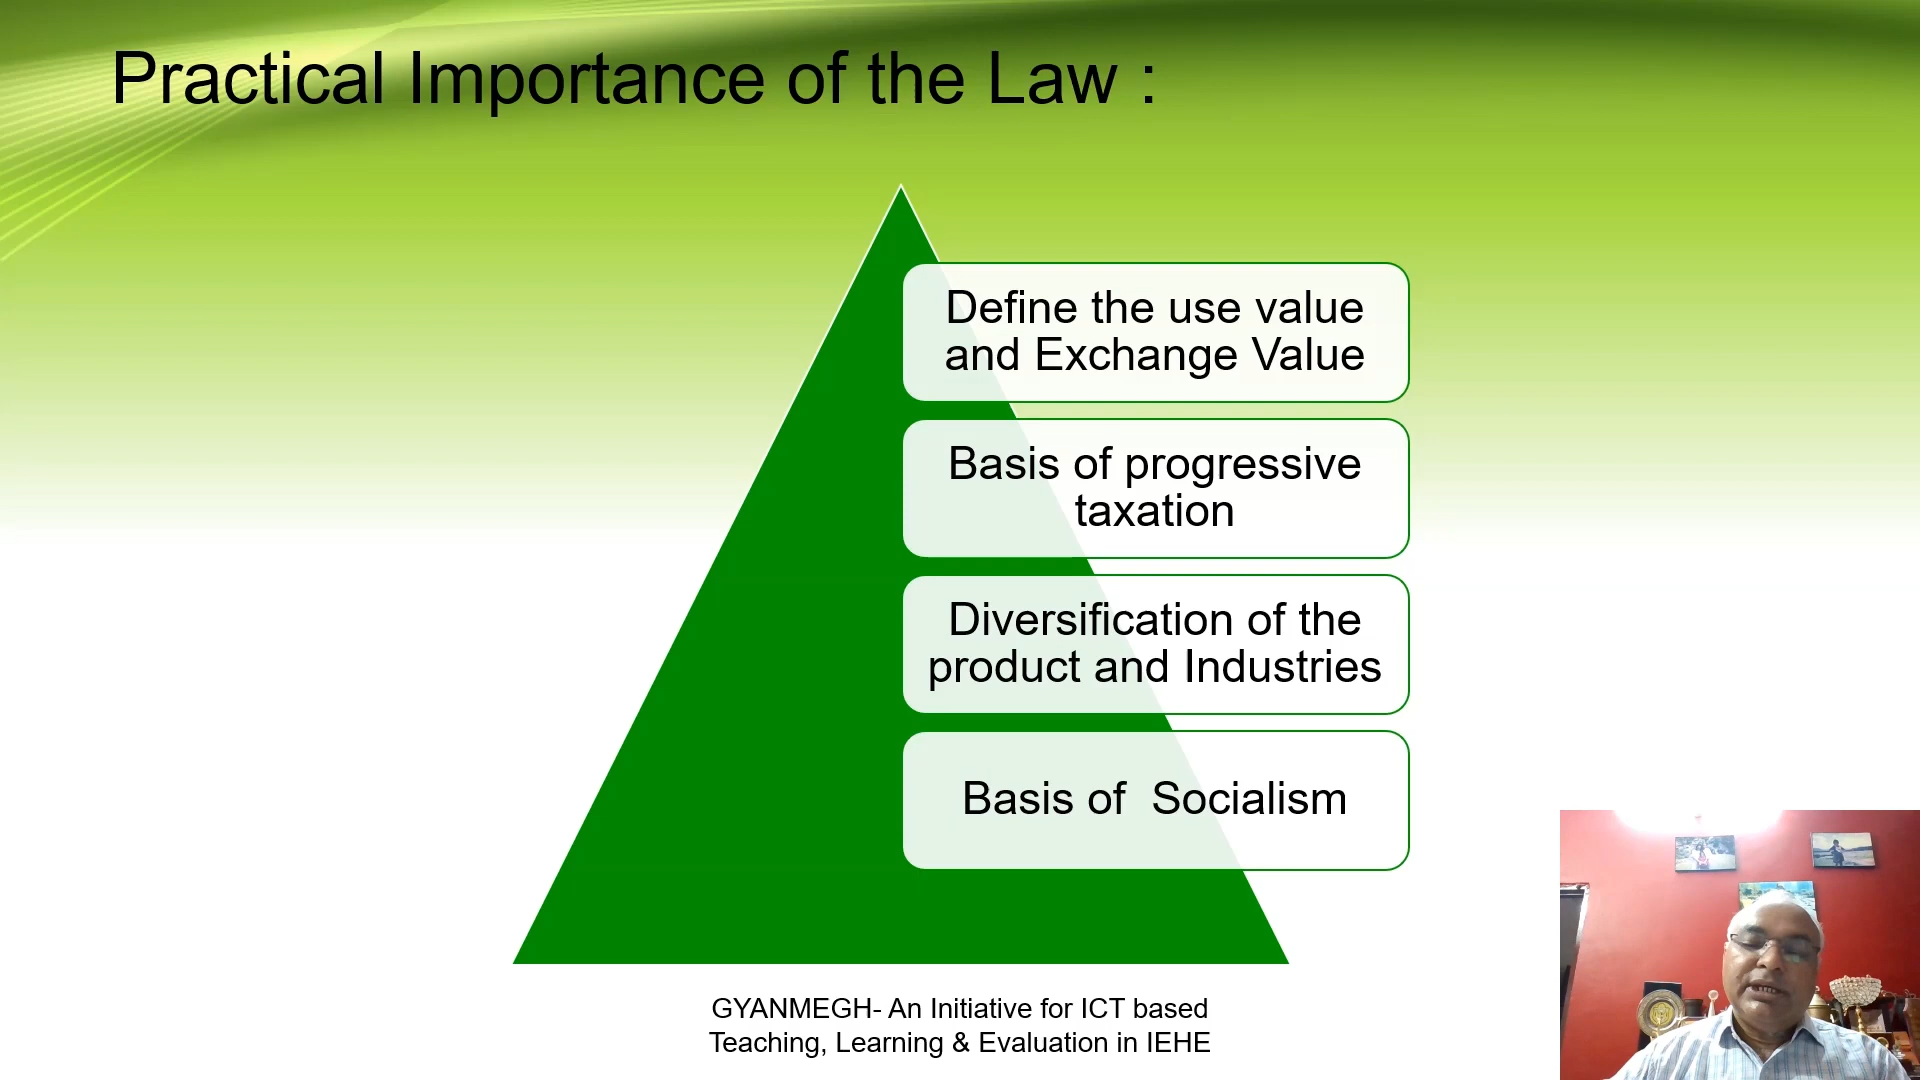 Practical Importance of the Law :
Define the use value
and Exchange Value
Basis of progressive
taxation
Diversification of the
product and Industries
Basis of  Socialism
GYANMEGH- An Initiative for ICT based
Teaching, Learning & Evaluation in IEHE